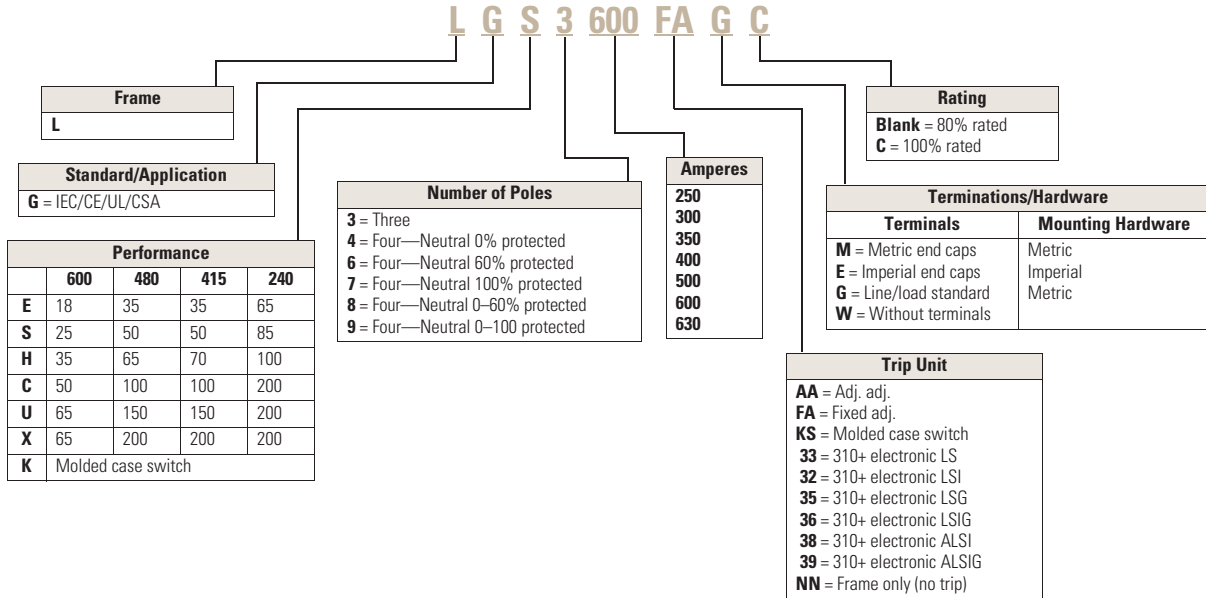 L G S 3 600 FA G C
Frame
L
Standard/Application
G = IEC/CE/UL/CSA
Performance
600 480 415 240
E 18 35 35 65
S 25 50 50 85
H 35 65 70 100
C 50 100 100 200
U 65 150 150 200
X 65 200 200 200
K Molded case switch
Number of Poles
3 = Three
4 = Four—Neutral 0% protected
6 = Four—Neutral 60% protected
7 = Four—Neutral 100% protected
8 = Four—Neutral 0–60% protected
9 = Four—Neutral 0–100 protected
Amperes
250
300
350
400
500
600
630
Rating
Blank = 80% rated
C = 100% rated
Terminations/Hardware
Terminals Mounting Hardware
M = Metric end caps Metric
E = Imperial end caps Imperial
G = Line/load standard Metric
W = Without terminals
Trip Unit
AA = Adj. adj.
FA = Fixed adj.
KS = Molded case switch
33 = 310+ electronic LS
32 = 310+ electronic LSI
35 = 310+ electronic LSG
36 = 310+ electronic LSIG
38 = 310+ electronic ALSI
39 = 310+ electronic ALSIG
NN = Frame only (no trip)